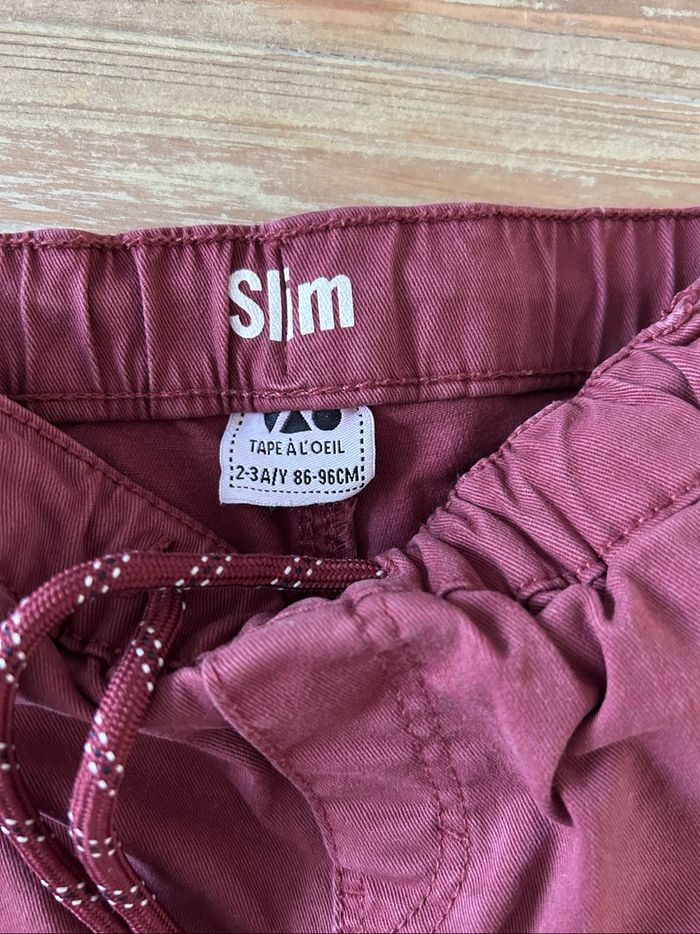 Slim
TAPE À L'OEIL
2-3A/Y 86-96CM